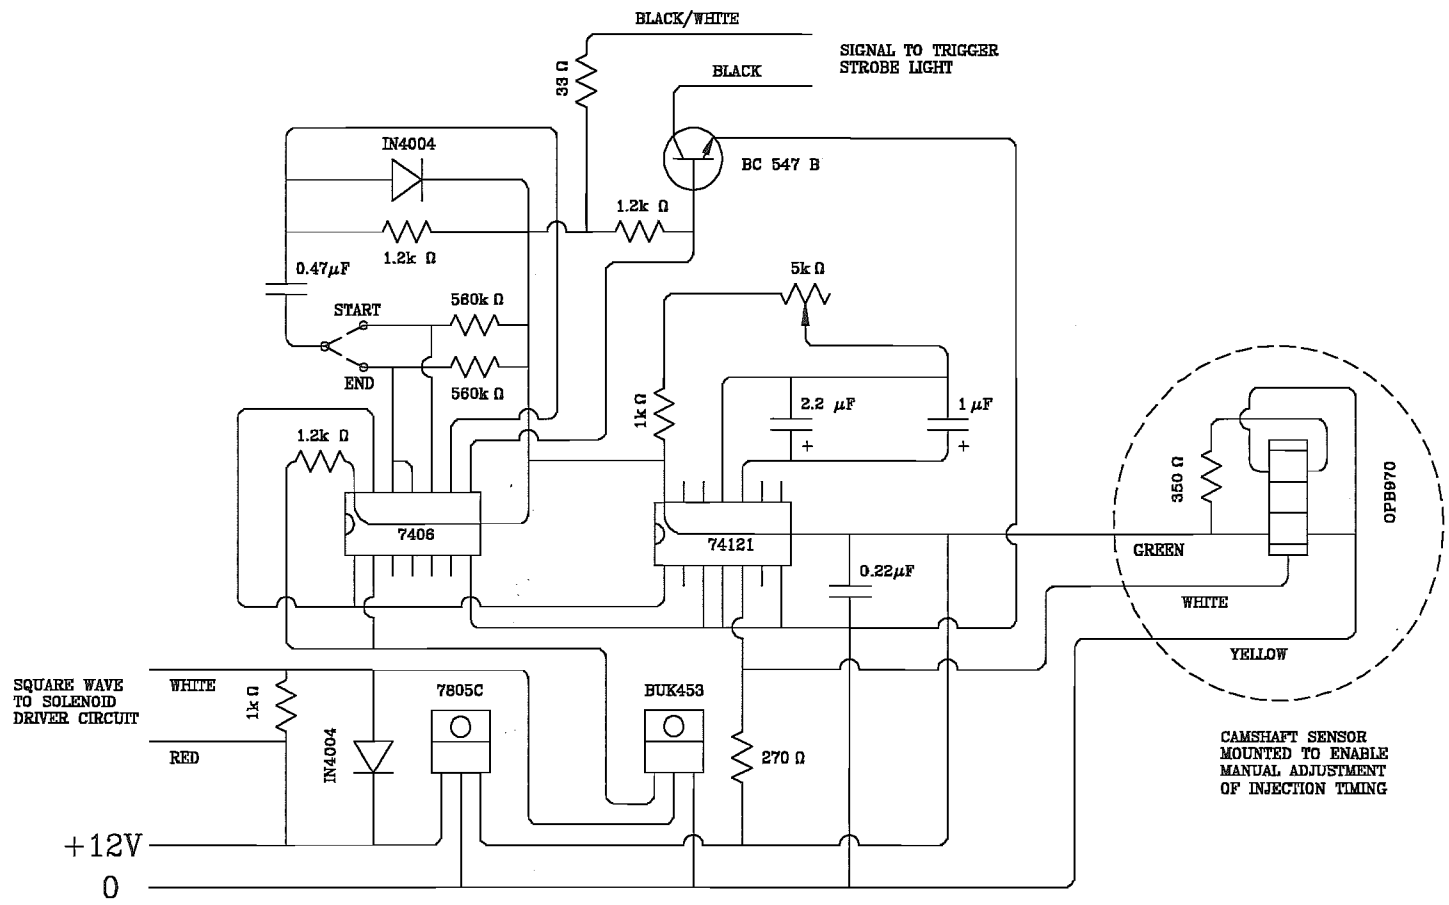 BLACK/WHITE
SIGNAL TO TRIGGER
STROBE LIGHT
33 Ω
BLACK
IN4004
BC 547 B
1.2k Ω
1.2k Ω
0.47µF
5k Ω
START
560k Ω
END
560k Ω
1k Ω
2.2 µF
1 µF
+
+
1.2k Ω
350 Ω
OPB970
7406
74121
GREEN
0.22µF
WHITE
YELLOW
SQUARE WAVE
TO SOLENOID
DRIVER CIRCUIT
WHITE
1k Ω
7805C
BUK453
RED
IN4004
270 Ω
CAMSHAFT SENSOR
MOUNTED TO ENABLE
MANUAL ADJUSTMENT
OF INJECTION TIMING
+12V
0